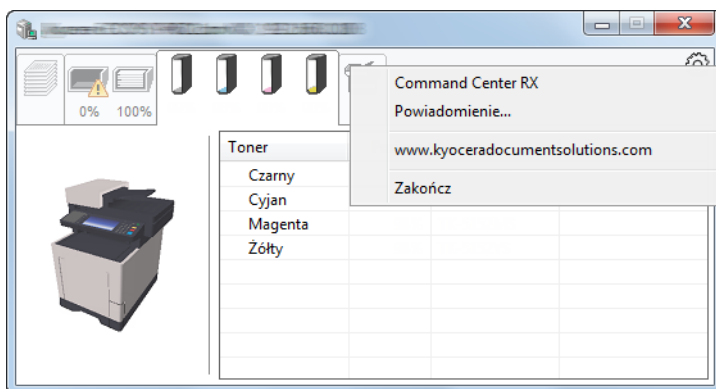 0% 100%
Command Center RX
Powiadomienie...
www.kyoceradocumentsolutions.com
Zakończ
Toner
Czarny
Cyjan
Magenta
Żółty